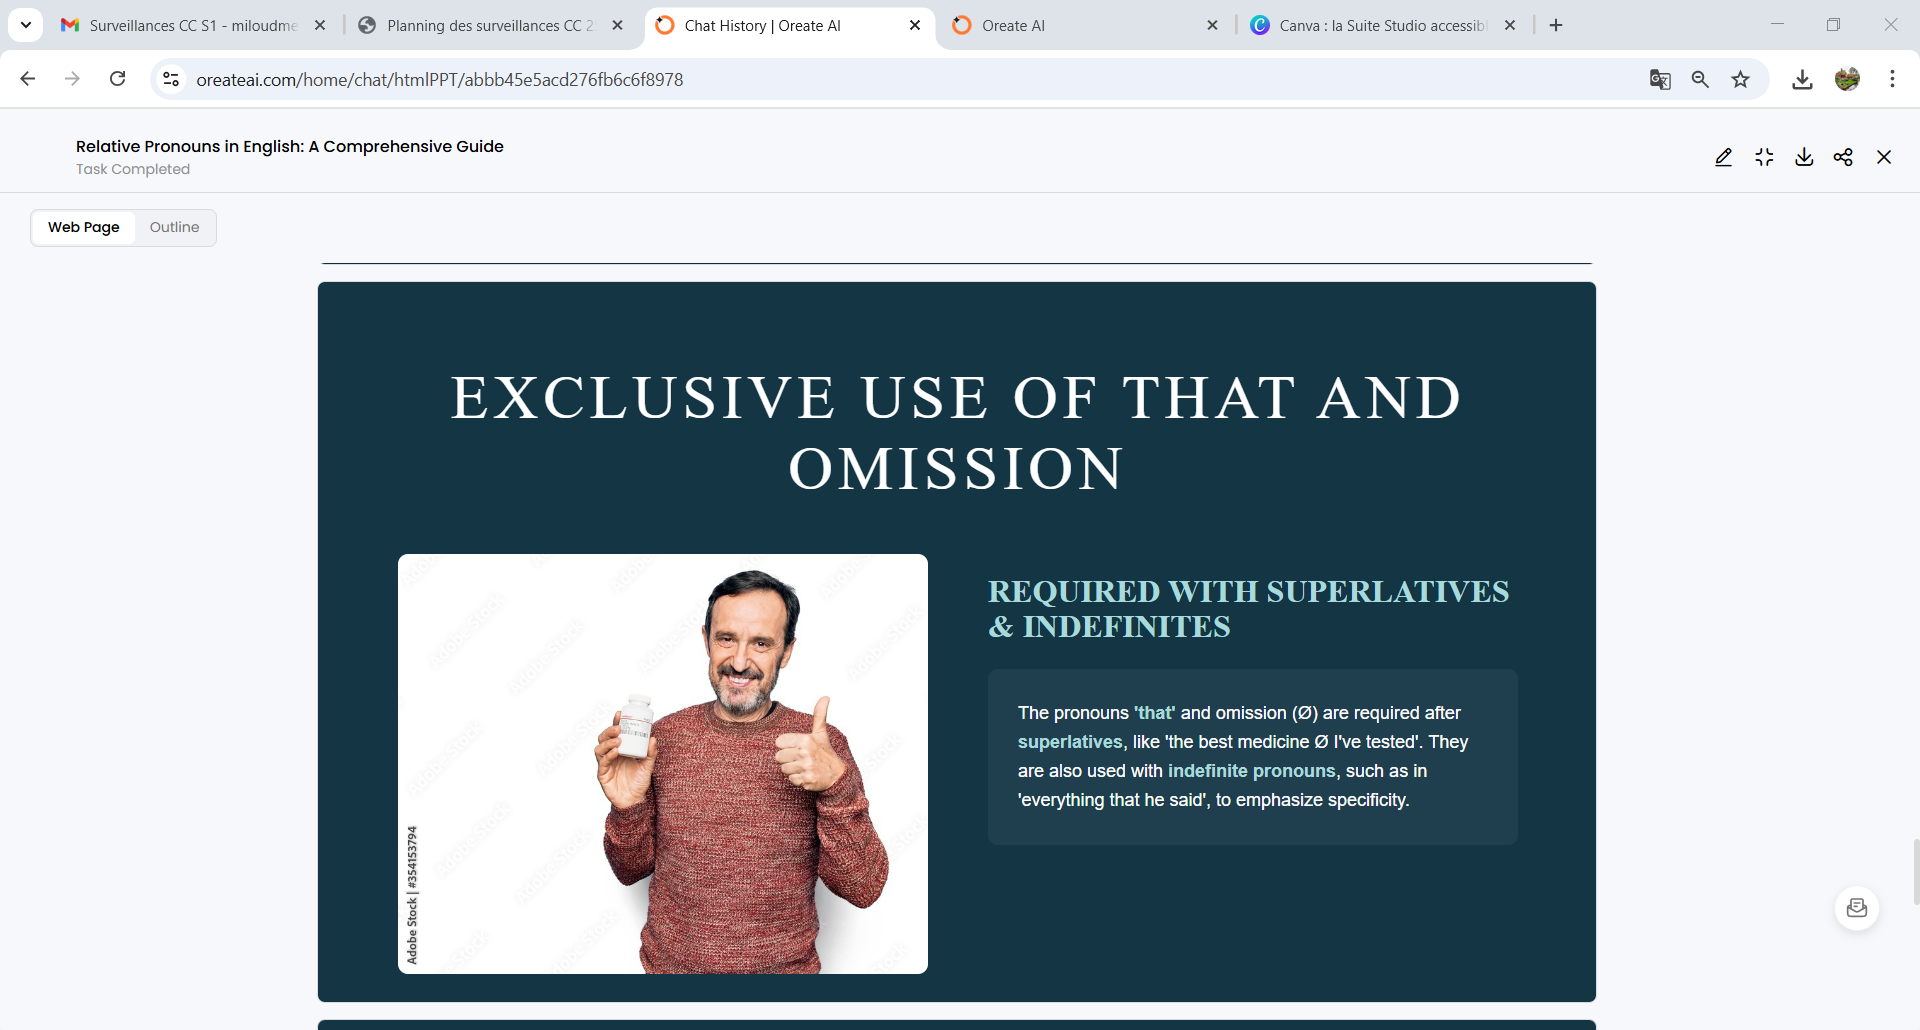 Surveillances CC S1 - miloudme
Planning des surveillances CC 2
Chat History | Oreate AI
Oreate AI
Canva : la Suite Studio accessibl
oreateai.com/home/chat/htmlPPT/abbb45e5acd276fb6c6f8978
Relative Pronouns in English: A Comprehensive Guide
Task Completed
Web Page
Outline
EXCLUSIVE USE OF THAT AND
OMISSION
REQUIRED WITH SUPERLATIVES
& INDEFINITES
The pronouns 'that' and omission (Ø) are required after
superlatives, like 'the best medicine Ø I've tested'. They
are also used with indefinite pronouns, such as in
'everything that he said', to emphasize specificity.
Adobe Stock | #354153794
Adobe Stock